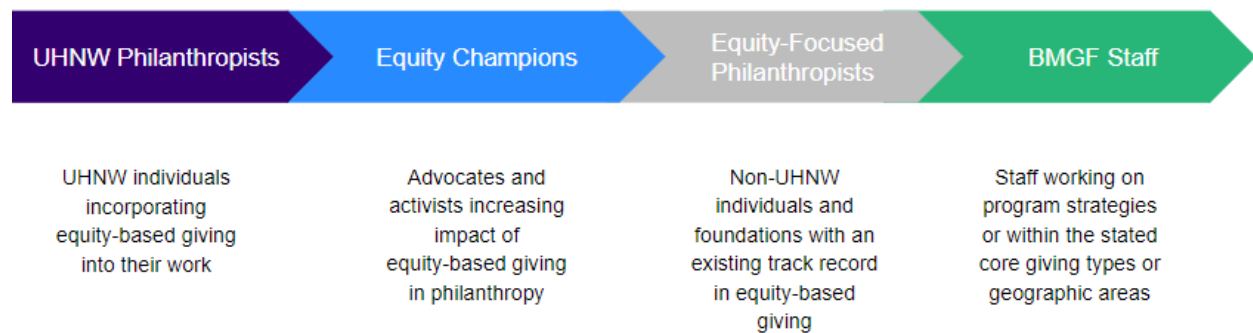 UHNW Philanthropists
Equity Champions
Equity-Focused
Philanthropists
BMGF Staff
UHNW individuals
incorporating
equity-based giving
into their work
Advocates and
activists increasing
impact of
equity-based giving
in philanthropy
Non-UHNW
individuals and
foundations with an
existing track record
in equity-based
giving
Staff working on
program strategies
or within the stated
core giving types or
geographic areas